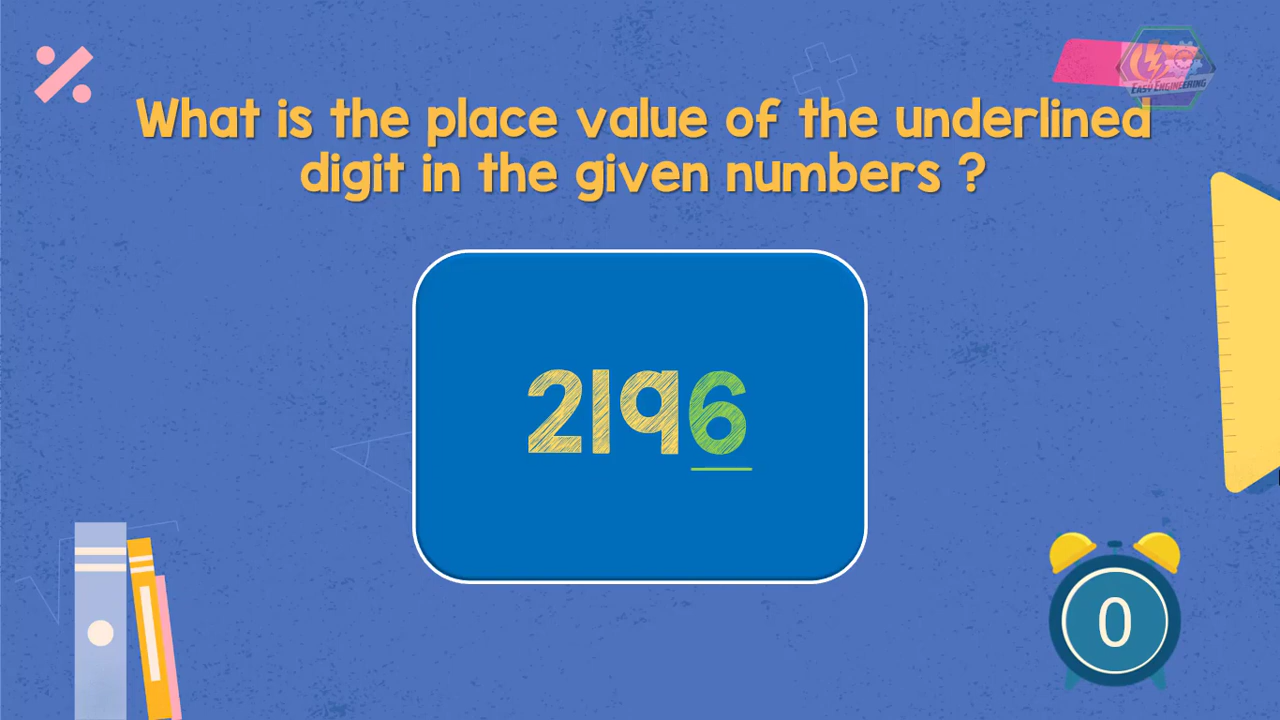 EASY ENGINEERING
What is the place value of the underlined
digit in the given numbers ?
2196
0